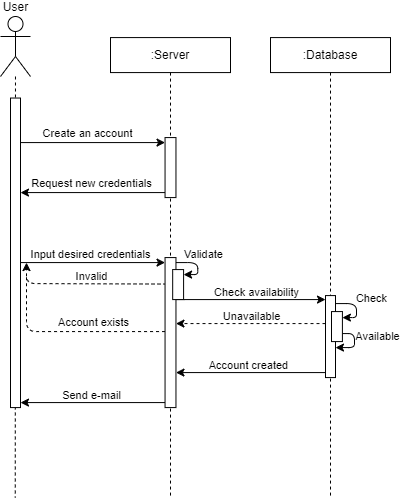 User
:Server
:Database
Create an account
Request new credentials
Input desired credentials
Validate
Invalid
Check availability
Check
Unavailable
Account exists
Available
Account created
Send e-mail